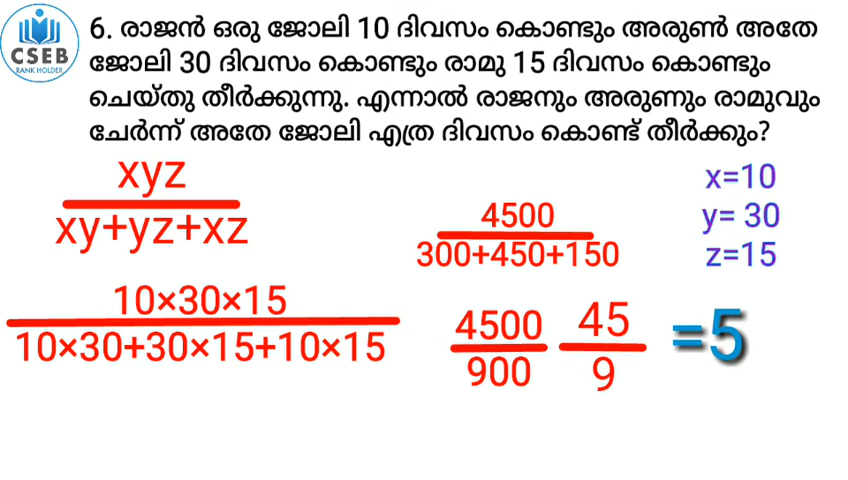 CSEB
RANK HOLDER
6. രാജൻ ഒരു ജോലി 10 ദിവസം കൊണ്ടും അരുൺ അതേ
ജോലി 30 ദിവസം കൊണ്ടും രാമു 15 ദിവസം കൊണ്ടും
ചെയ്തു തീർക്കുന്നു. എന്നാൽ രാജനും അരുണും രാമുവും
ചേർന്ന് അതേ ജോലി എത്ര ദിവസം കൊണ്ട് തീർക്കും?
xyz
xy+yz+xz
10×30×15
10×30+30×15+10×15
4500
300+450+150
4500
900
45
9
=5
x=10
y= 30
z=15